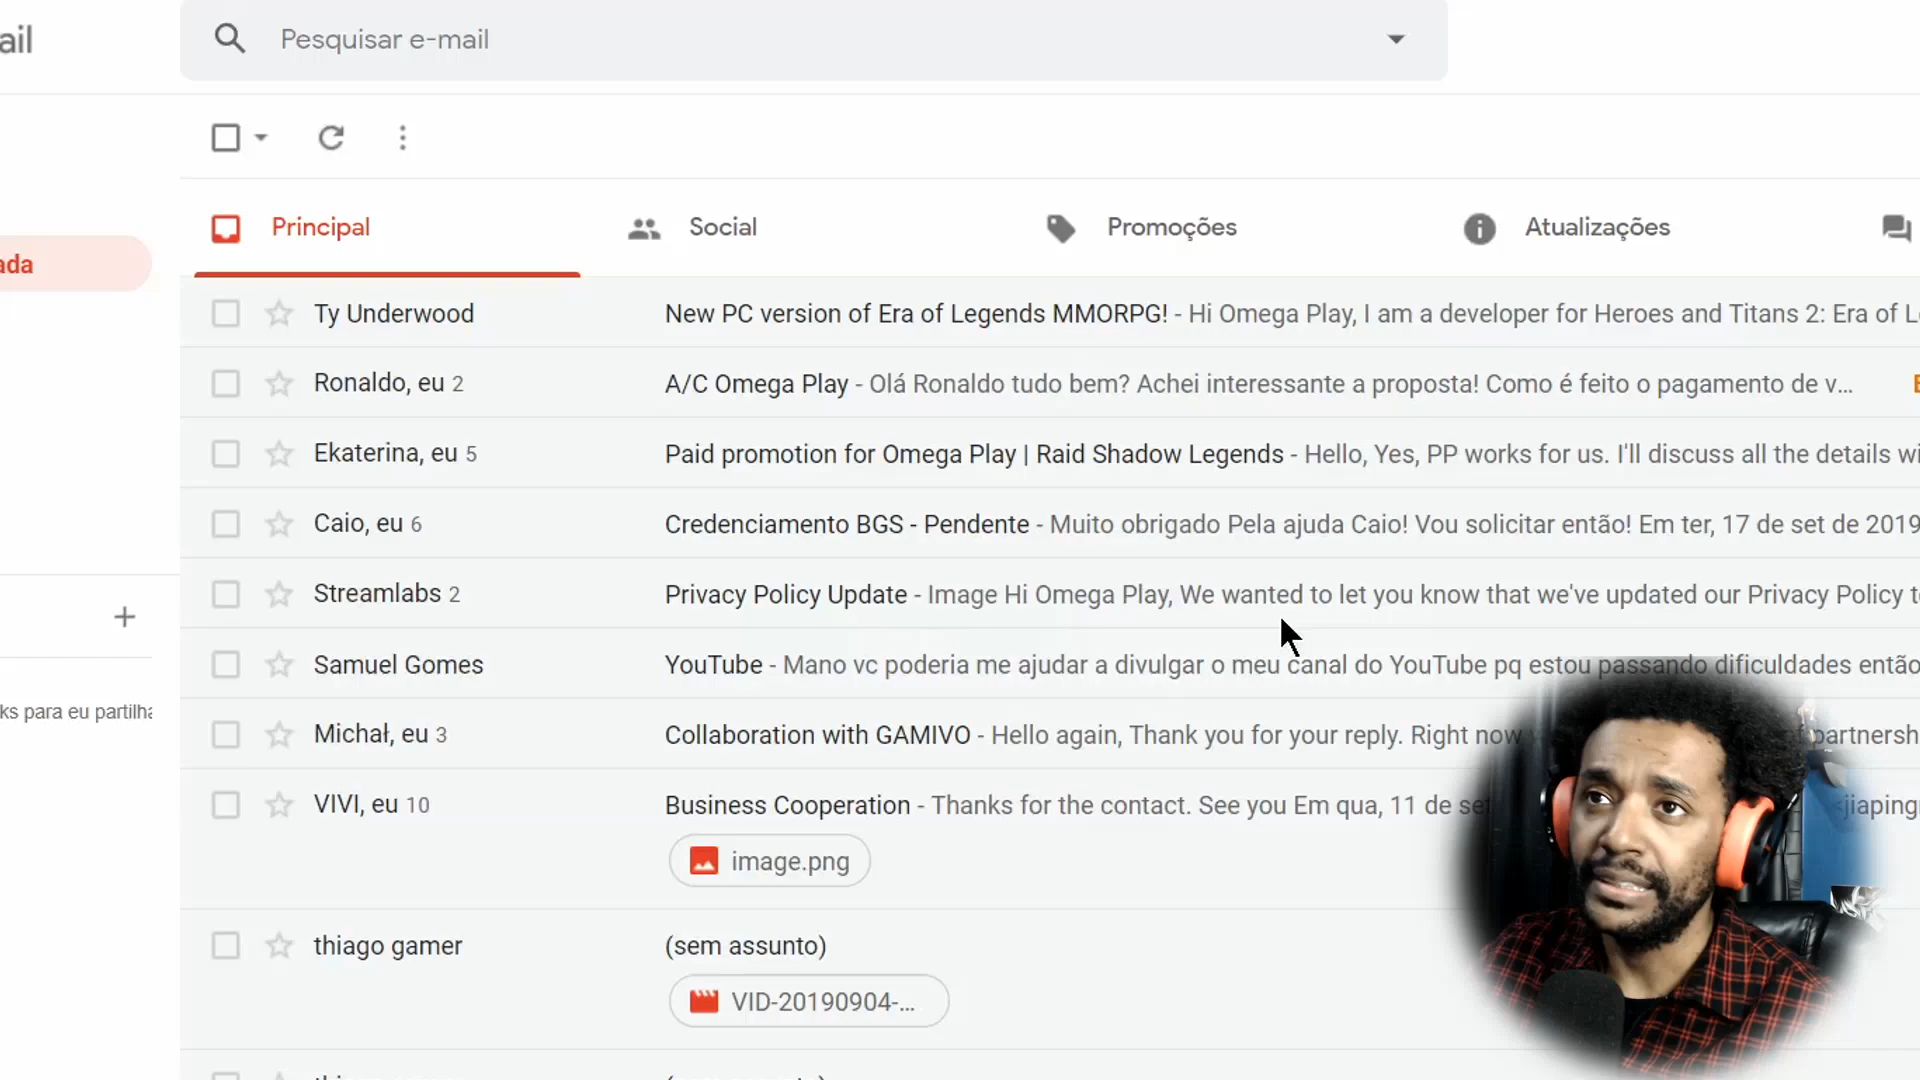 ail
Pesquisar e-mail
Principal
Social
Promoções
Atualizações
ada
Ty Underwood New PC version of Era of Legends MMORPG! - Hi Omega Play, I am a developer for Heroes and Titans 2: Era of L
Ronaldo, eu 2 A/C Omega Play - Olá Ronaldo tudo bem? Achei interessante a proposta! Como é feito o pagamento de v...
Ekaterina, eu 5 Paid promotion for Omega Play | Raid Shadow Legends - Hello, Yes, PP works for us. I'll discuss all the details wi
Caio, eu 6 Credenciamento BGS - Pendente - Muito obrigado Pela ajuda Caio! Vou solicitar então! Em ter, 17 de set de 2019
Streamlabs 2 Privacy Policy Update - Image Hi Omega Play, We wanted to let you know that we've updated our Privacy Policy t
Samuel Gomes YouTube - Mano vc poderia me ajudar a divulgar o meu canal do YouTube pq estou passando dificuldades então
ks para eu partilha
Michał, eu 3 Collaboration with GAMIVO - Hello again, Thank you for your reply. Right now partnersh
VIVI, eu 10 Business Cooperation - Thanks for the contact. See you Em qua, 11 de set jiaping
image.png
thiago gamer (sem assunto)
VID-20190904-...